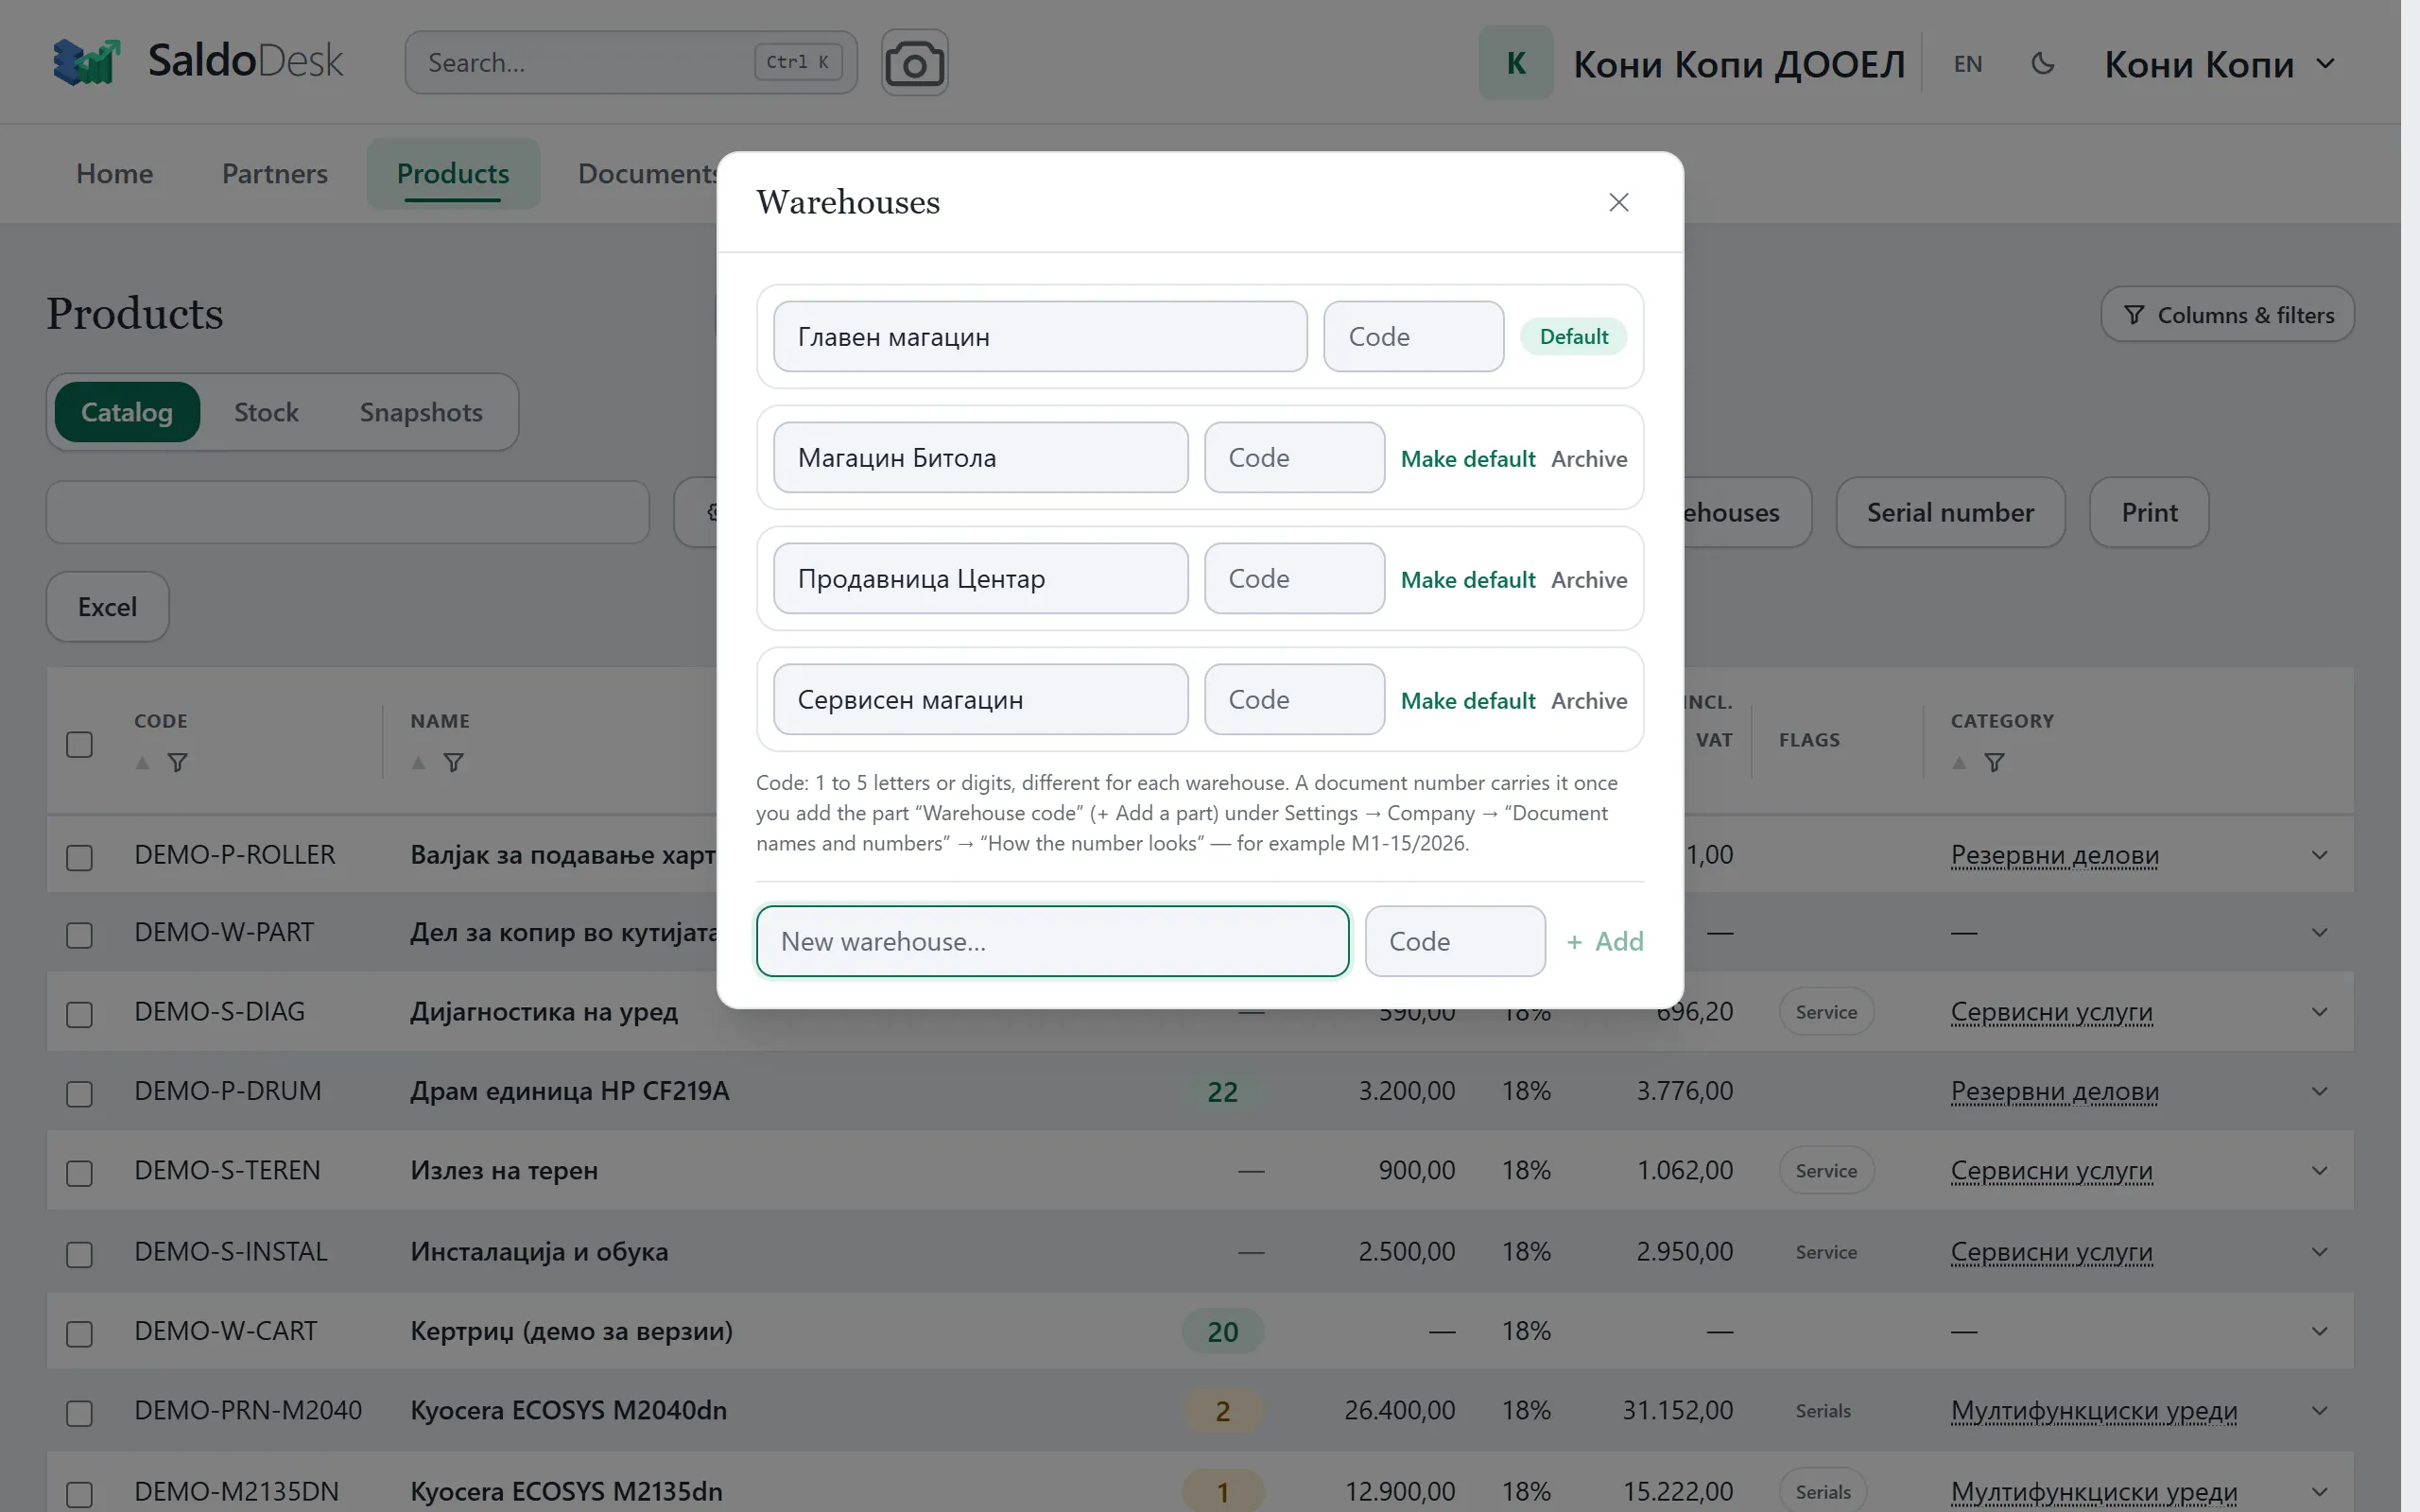 SaldoDesk
Search...
Ctrl K
K
Кони Копи ДООЕЛ
EN
Кони Копи
Home
Partners
Products
Documents
Warehouses
Products
Columns & filters
Главен магацин
Code
Default
Catalog
Stock
Snapshots
Магацин Битола
Code
Make default
Archive
ehouses
Serial number
Print
Продавница Центар
Code
Make default
Archive
Excel
Сервисен магацин
Code
Make default
Archive
CODE
NAME
INCL.
VAT
FLAGS
CATEGORY
Code: 1 to 5 letters or digits, different for each warehouse. A document number carries it once
you add the part “Warehouse code” (+ Add a part) under Settings → Company → “Document
names and numbers” → “How the number looks” — for example M1-15/2026.
DEMO-P-ROLLER Валјак за подавање харт 1,00 Резервни делови
DEMO-W-PART Дел за копир во кутијата — —
New warehouse...
Code
+ Add
DEMO-S-DIAG Дијагностика на уред — 590,00 18% 696,20 Service Сервисни услуги
DEMO-P-DRUM Драм единица HP CF219A 22 3.200,00 18% 3.776,00 Резервни делови
DEMO-S-TEREN Излез на терен — 900,00 18% 1.062,00 Service Сервисни услуги
DEMO-S-INSTAL Инсталација и обука — 2.500,00 18% 2.950,00 Service Сервисни услуги
DEMO-W-CART Кертриџ (демо за верзии) 20 — 18% — —
DEMO-PRN-M2040 Kyocera ECOSYS M2040dn 2 26.400,00 18% 31.152,00 Serials Мултифункциски уреди
DEMO-M2135DN Kyocera ECOSYS M2135dn 1 12.900,00 18% 15.222,00 Serials Мултифункциски уреди